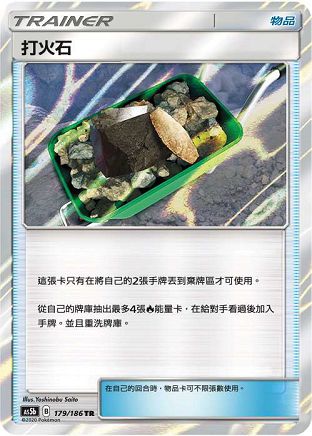 TRAINER 物品
打火石
這張卡只有在將自己的2張手牌丟到棄牌區才可使用。
從自己的牌庫抽出最多4張🔥能量卡,在給對手看過後加入
手牌。並且重洗牌庫。
在自己的回合時,物品卡可不限張數使用。
Illus.Yoshinobu Saito
AS5b B 179/186 TR
©2020 Pokémon